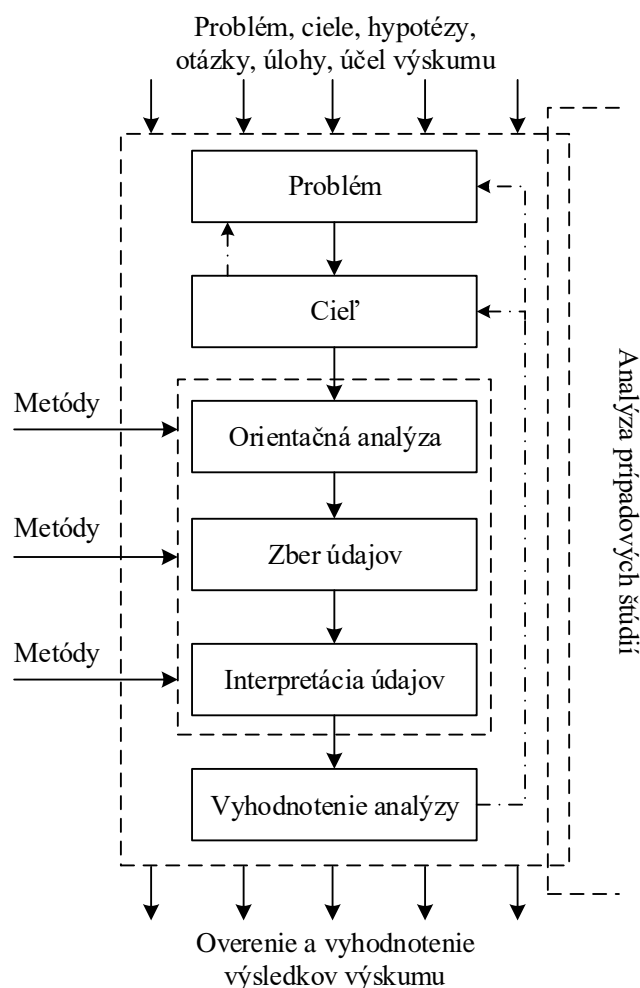 Problém, ciele, hypotézy,
otázky, úlohy, účel výskumu
Problém
Cieľ
Metódy
Orientačná analýza
Metódy
Zber údajov
Metódy
Interpretácia údajov
Vyhodnotenie analýzy
Analýza prípadových štúdií
Overenie a vyhodnotenie
výsledkov výskumu